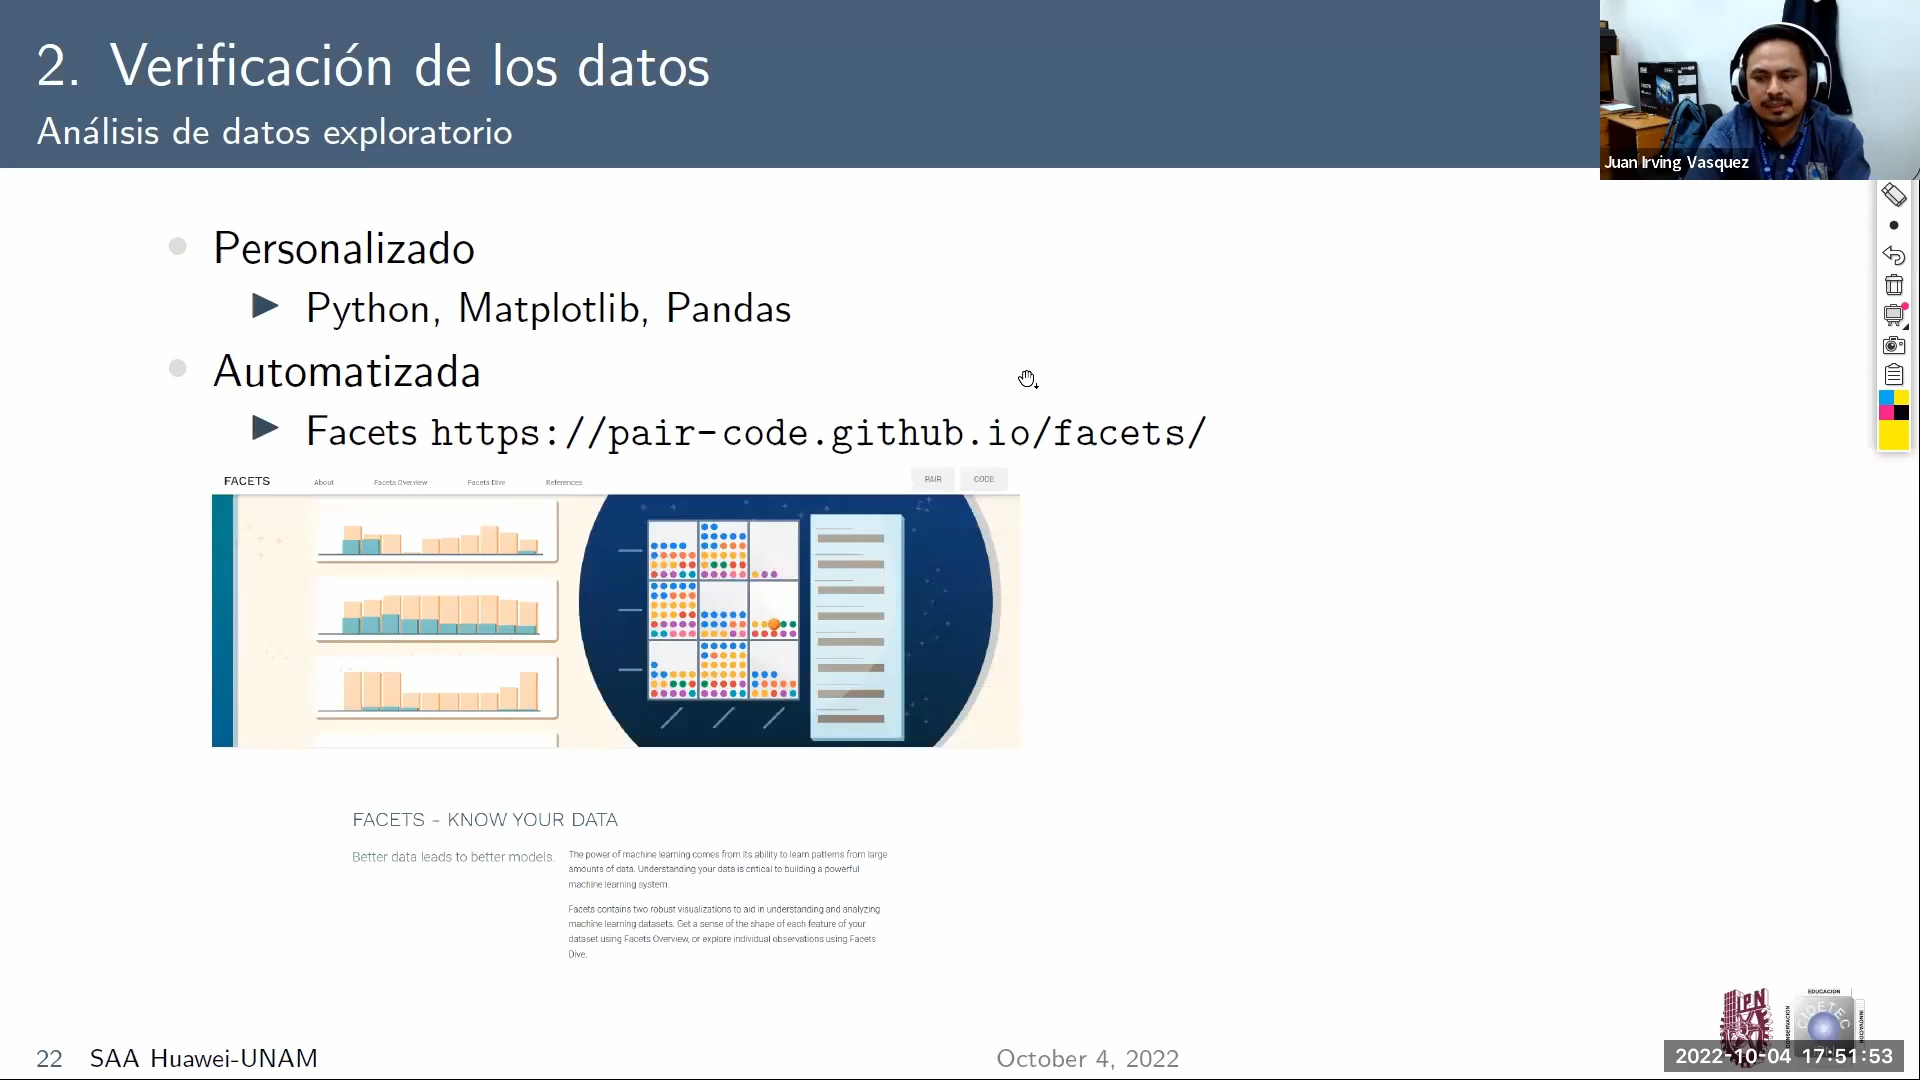 2. Verificación de los datos
Análisis de datos exploratorio
Juan Irving Vasquez
Personalizado
Python, Matplotlib, Pandas
Automatizada
Facets https://pair-code.github.io/facets/
FACETS About Facets Overview Facets Dive References PAIR CODE
FACETS - KNOW YOUR DATA
Better data leads to better models.
The power of machine learning comes from its ability to learn patterns from large
amounts of data. Understanding your data is critical to building a powerful
machine learning system.
Facets contains two robust visualizations to aid in understanding and analyzing
machine learning datasets. Get a sense of the shape of each feature of your
dataset using Facets Overview, or explore individual observations using Facets
Dive.
IPN
EDUCACION
CIDETEC
22 SAA Huawei-UNAM
October 4, 2022
2022-10-04 17:51:53